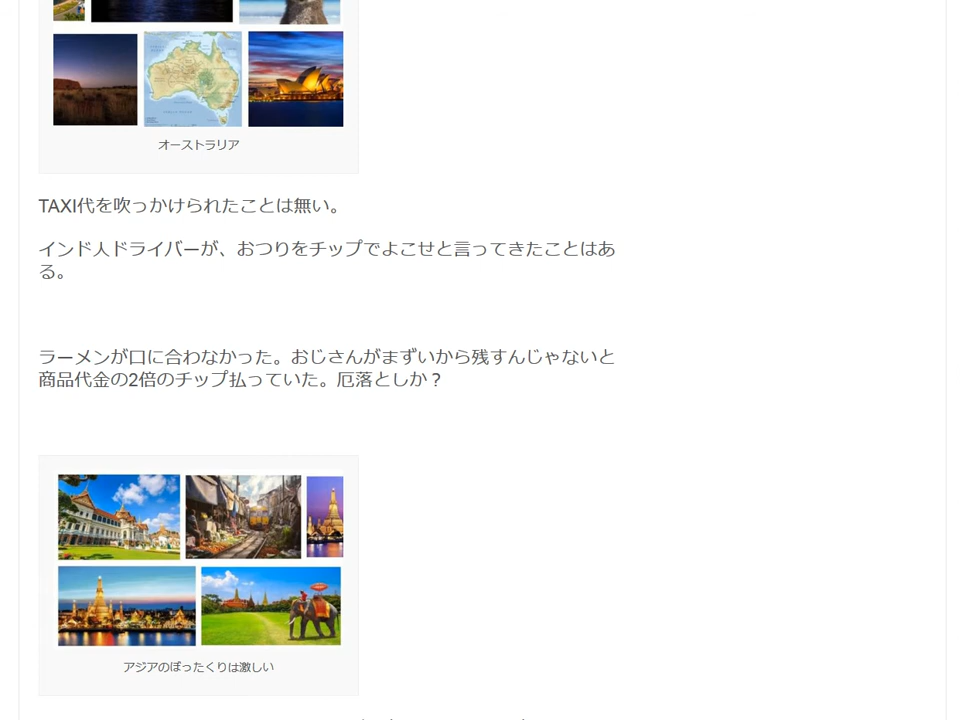 オーストラリア
TAXI代を吹っかけられたことは無い。
インド人ドライバーが、おつりをチップでよこせと言ってきたことはあ
る。
ラーメンが口に合わなかった。おじさんがまずいから残すんじゃないと
商品代金の2倍のチップ払っていた。厄落としか？
アジアのぼったくりは激しい